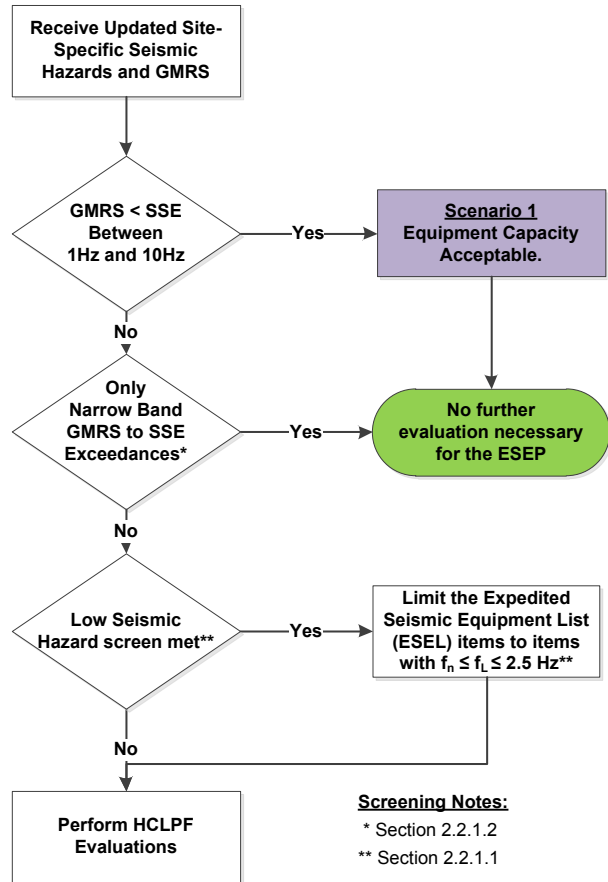 Receive Updated Site-
Specific Seismic
Hazards and GMRS
GMRS < SSE
Between
1Hz and 10Hz
Yes
Scenario 1
Equipment Capacity
Acceptable.
No
Only
Narrow Band
GMRS to SSE
Exceedances*
Yes
No further
evaluation necessary
for the ESEP
No
Low Seismic
Hazard screen met**
Yes
Limit the Expedited
Seismic Equipment List
(ESEL) items to items
with fn ≤ fL ≤ 2.5 Hz**
No
Perform HCLPF
Evaluations
Screening Notes:
* Section 2.2.1.2
** Section 2.2.1.1